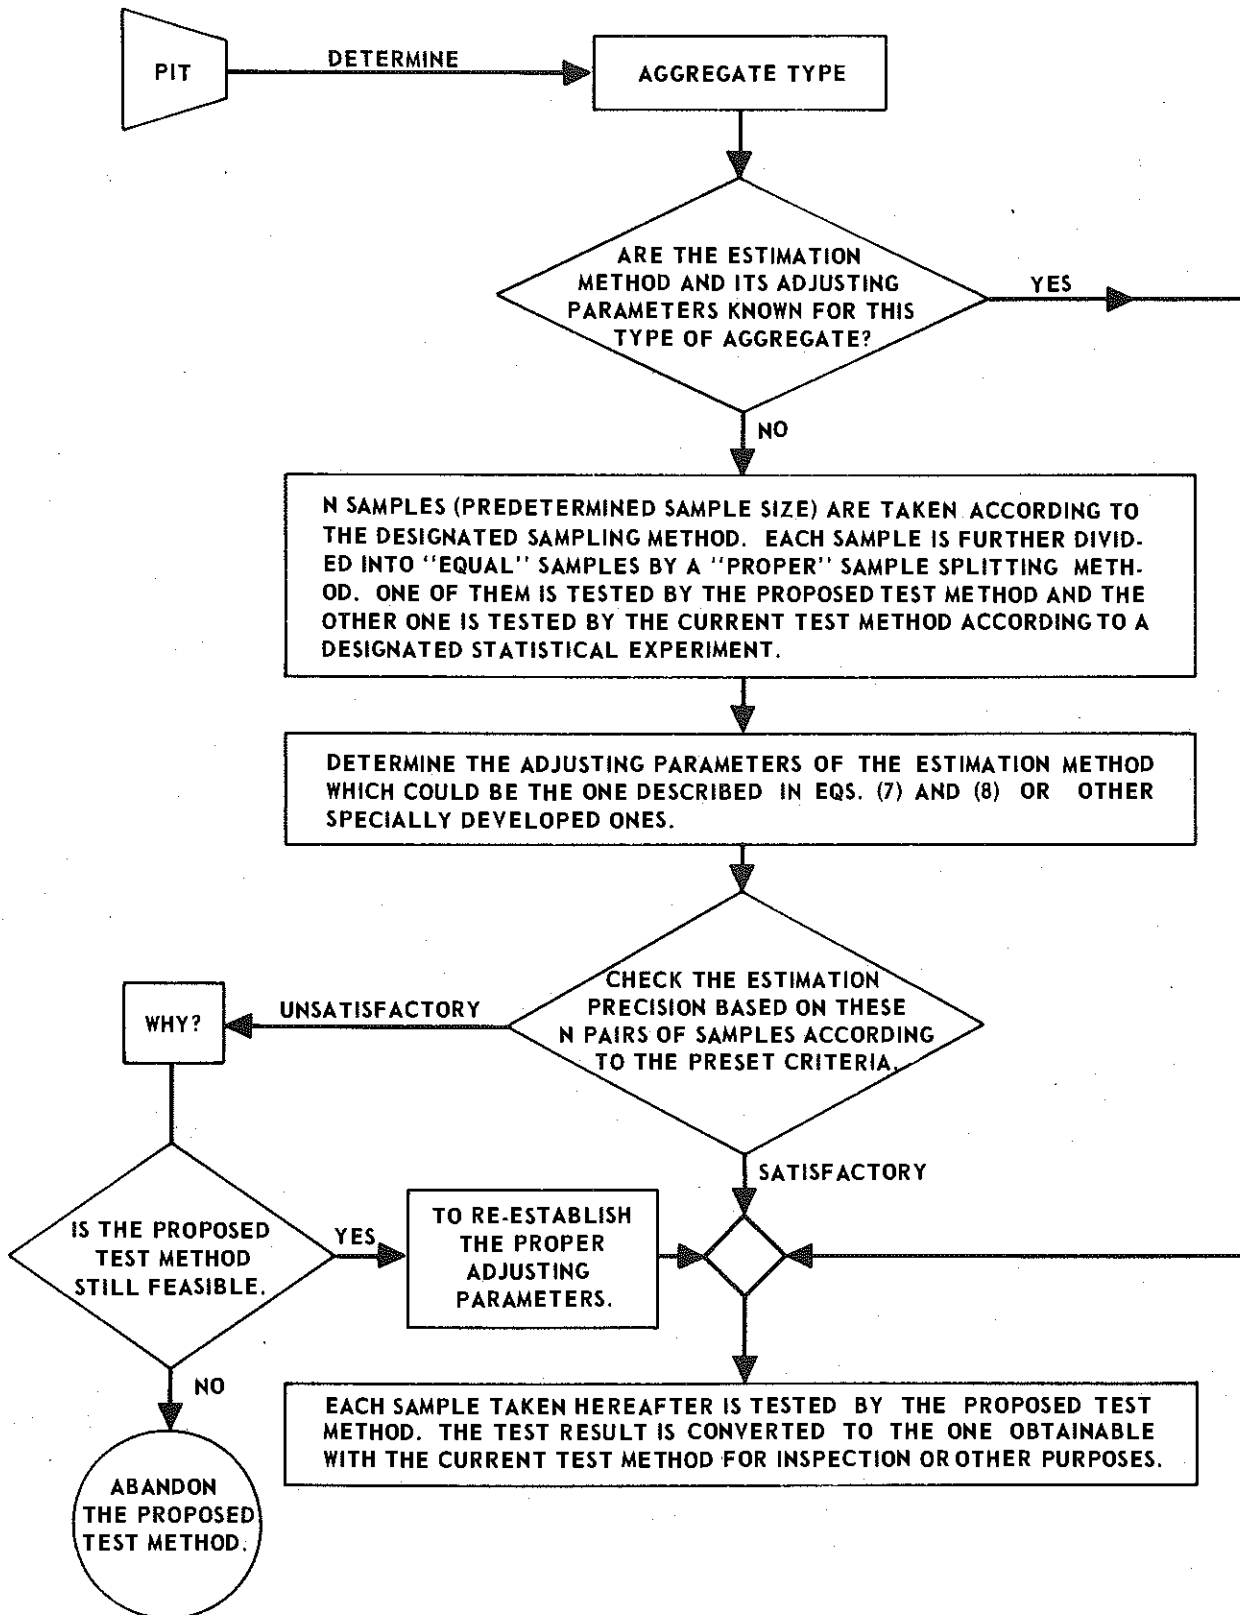 PIT
DETERMINE
AGGREGATE TYPE
ARE THE ESTIMATION
METHOD AND ITS ADJUSTING
PARAMETERS KNOWN FOR THIS
TYPE OF AGGREGATE?
YES
NO
N SAMPLES (PREDETERMINED SAMPLE SIZE) ARE TAKEN ACCORDING TO
THE DESIGNATED SAMPLING METHOD. EACH SAMPLE IS FURTHER DIVID-
ED INTO "EQUAL" SAMPLES BY A "PROPER" SAMPLE SPLITTING METH-
OD. ONE OF THEM IS TESTED BY THE PROPOSED TEST METHOD AND THE
OTHER ONE IS TESTED BY THE CURRENT TEST METHOD ACCORDING TO A
DESIGNATED STATISTICAL EXPERIMENT.
DETERMINE THE ADJUSTING PARAMETERS OF THE ESTIMATION METHOD
WHICH COULD BE THE ONE DESCRIBED IN EQS. (7) AND (8) OR OTHER
SPECIALLY DEVELOPED ONES.
CHECK THE ESTIMATION
PRECISION BASED ON THESE
N PAIRS OF SAMPLES ACCORDING
TO THE PRESET CRITERIA.
UNSATISFACTORY
WHY?
SATISFACTORY
IS THE PROPOSED
TEST METHOD
STILL FEASIBLE.
YES
TO RE-ESTABLISH
THE PROPER
ADJUSTING
PARAMETERS.
NO
EACH SAMPLE TAKEN HEREAFTER IS TESTED BY THE PROPOSED TEST
METHOD. THE TEST RESULT IS CONVERTED TO THE ONE OBTAINABLE
WITH THE CURRENT TEST METHOD FOR INSPECTION OR OTHER PURPOSES.
ABANDON
THE PROPOSED
TEST METHOD.